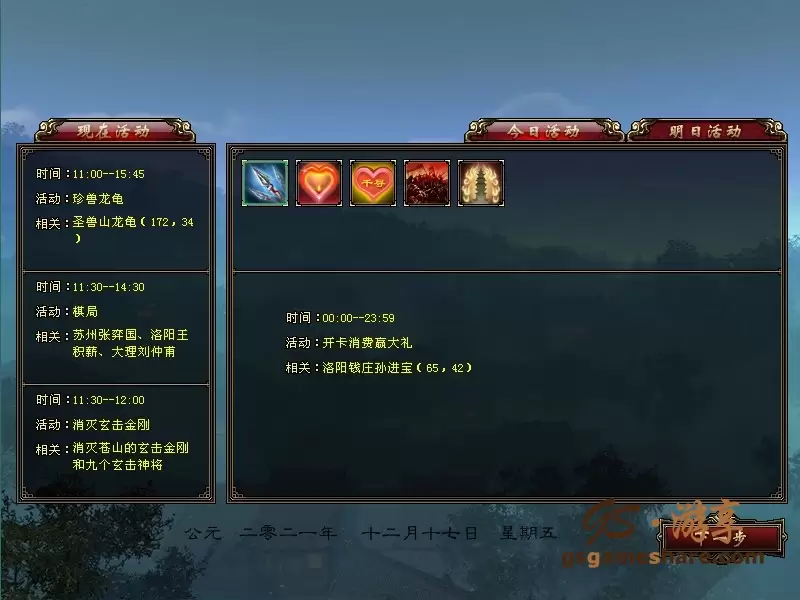 现在活动
今日活动
明日活动
时间：11:00--15:45
活动：珍兽龙龟
相关：圣兽山龙龟（172，34
）
时间：11:30--14:30
活动：棋局
相关：苏州张弈国、洛阳王
积薪、大理刘仲甫
时间：11:30--12:00
活动：消灭玄击金刚
相关：消灭苍山的玄击金刚
和九个玄击神将
千寻
时间：00:00--23:59
活动：开卡消费赢大礼
相关：洛阳钱庄孙进宝（65，42）
公元 二零二一年 十二月十七日 星期五
游享
下一步